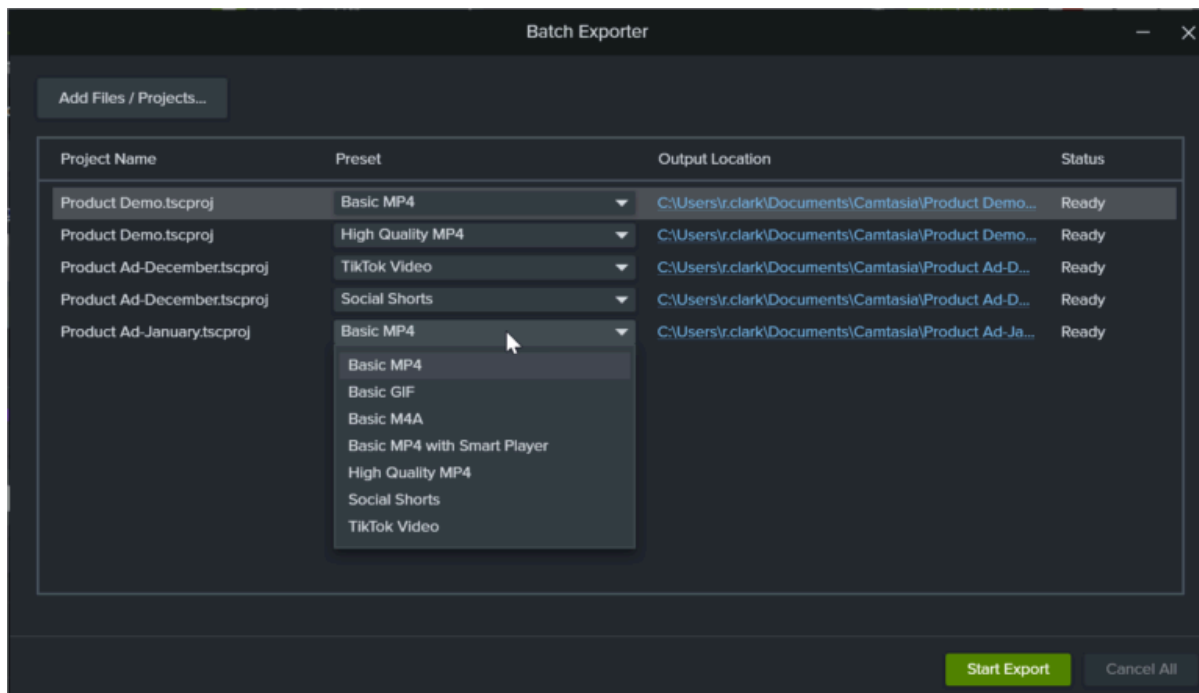 Batch Exporter
Add Files / Projects...
Project Name Preset Output Location Status
Product Demo.tscproj Basic MP4 C:\Users\r.clark\Documents\Camtasia\Product Demo... Ready
Product Demo.tscproj High Quality MP4 C:\Users\r.clark\Documents\Camtasia\Product Demo... Ready
Product Ad-December.tscproj TikTok Video C:\Users\r.clark\Documents\Camtasia\Product Ad-D... Ready
Product Ad-December.tscproj Social Shorts C:\Users\r.clark\Documents\Camtasia\Product Ad-D... Ready
Product Ad-January.tscproj Basic MP4 C:\Users\r.clark\Documents\Camtasia\Product Ad-Ja... Ready
Basic MP4
Basic GIF
Basic M4A
Basic MP4 with Smart Player
High Quality MP4
Social Shorts
TikTok Video
Start Export Cancel All